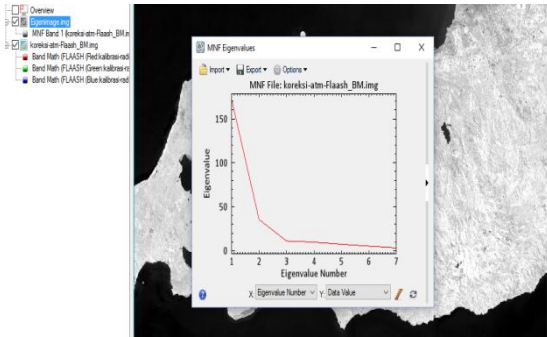 Overview
Eigenimage.img
MNF Band 1 (koreksi-atm-Flaash_BM.im
koreksi-atm-Flaash_BM.img
Band Math (FLAASH (Red:kalibrasi-rad
Band Math (FLAASH (Green:kalibrasi-ra
Band Math (FLAASH (Blue:kalibrasi-rad
MNF Eigenvalues
Import Export Options
MNF File: koreksi-atm-Flaash_BM.img
Eigenvalue
150
100
50
0
1 2 3 4 5 6 7
Eigenvalue Number
X: Eigenvalue Number Y: Data Value